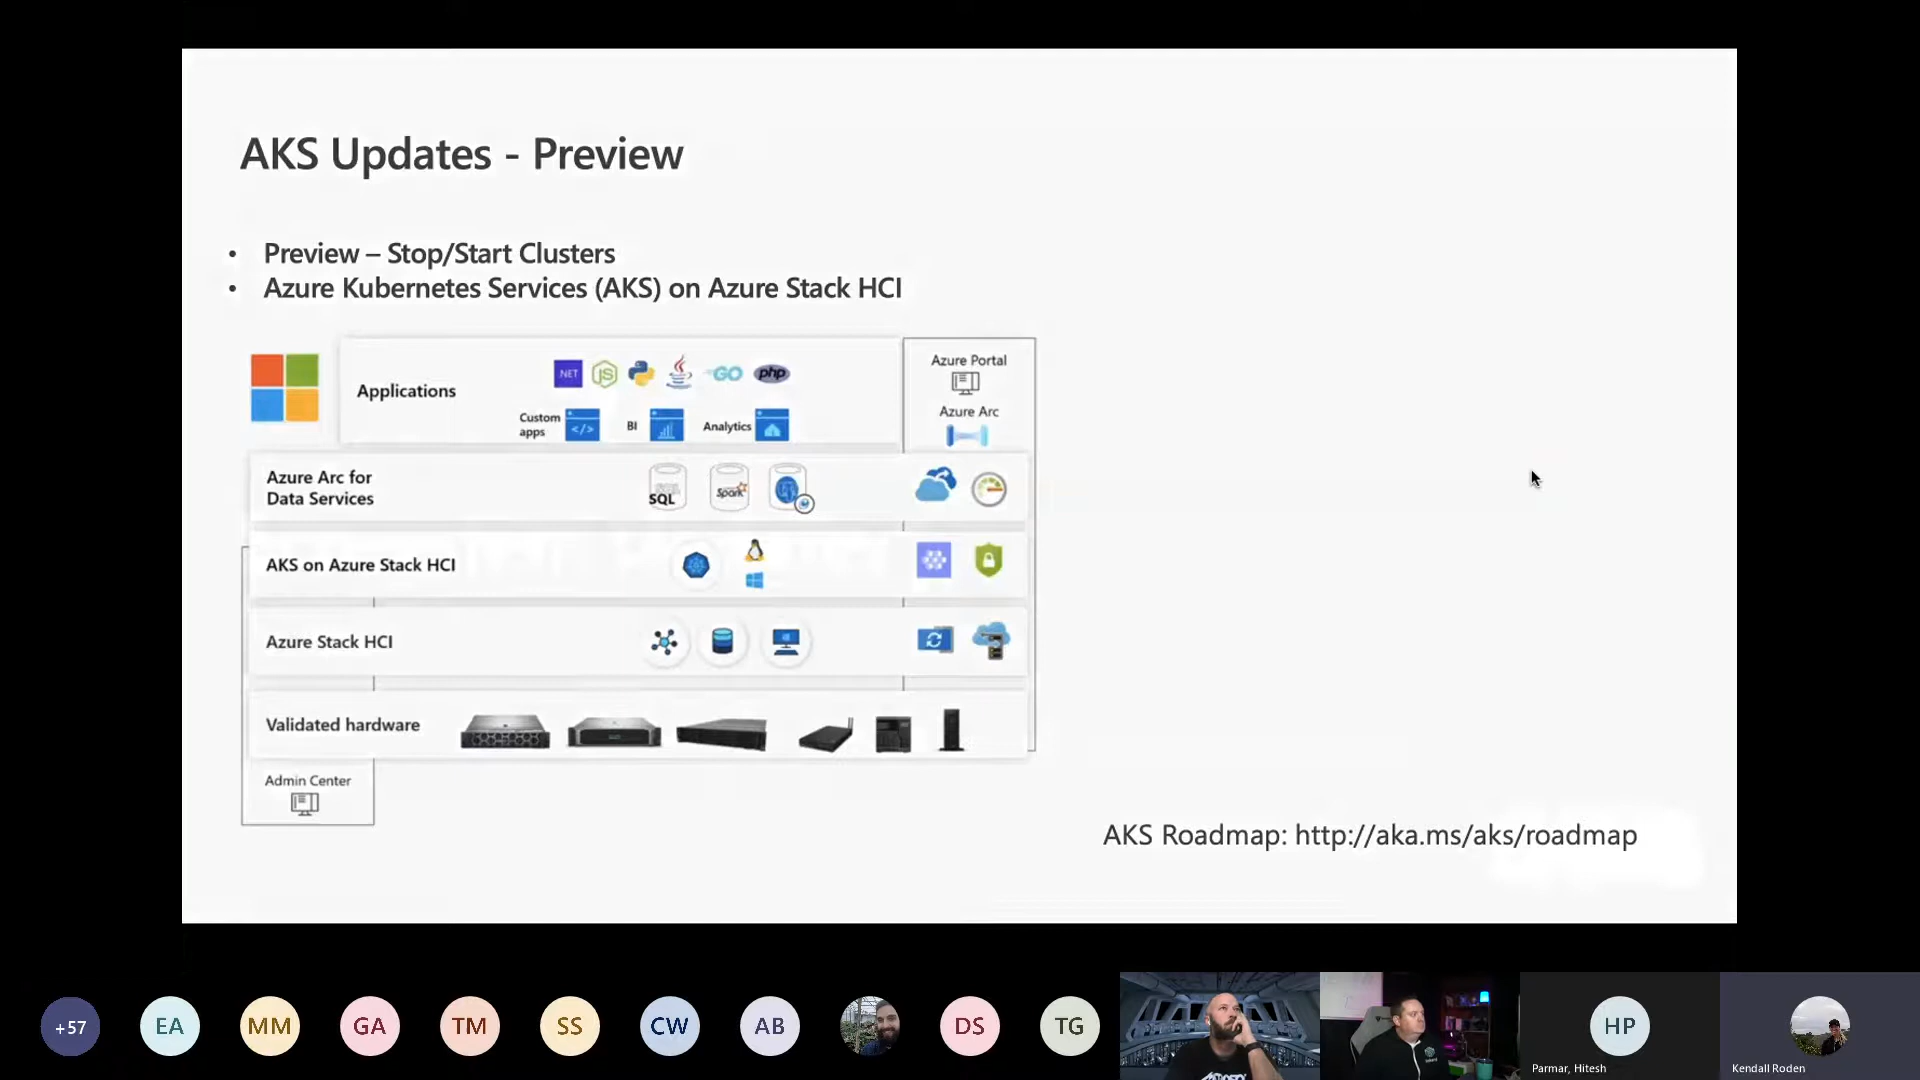 AKS Updates - Preview
• Preview – Stop/Start Clusters
• Azure Kubernetes Services (AKS) on Azure Stack HCI
Applications
.NET
JS
GO
php
Custom apps
</>
BI
Analytics
Azure Portal
Azure Arc
Azure Arc for
Data Services
SQL
Spark
AKS on Azure Stack HCI
Azure Stack HCI
Validated hardware
Admin Center
AKS Roadmap: http://aka.ms/aks/roadmap
+57
EA
MM
GA
TM
SS
CW
AB
DS
TG
HP
Parmar, Hitesh
Kendall Roden